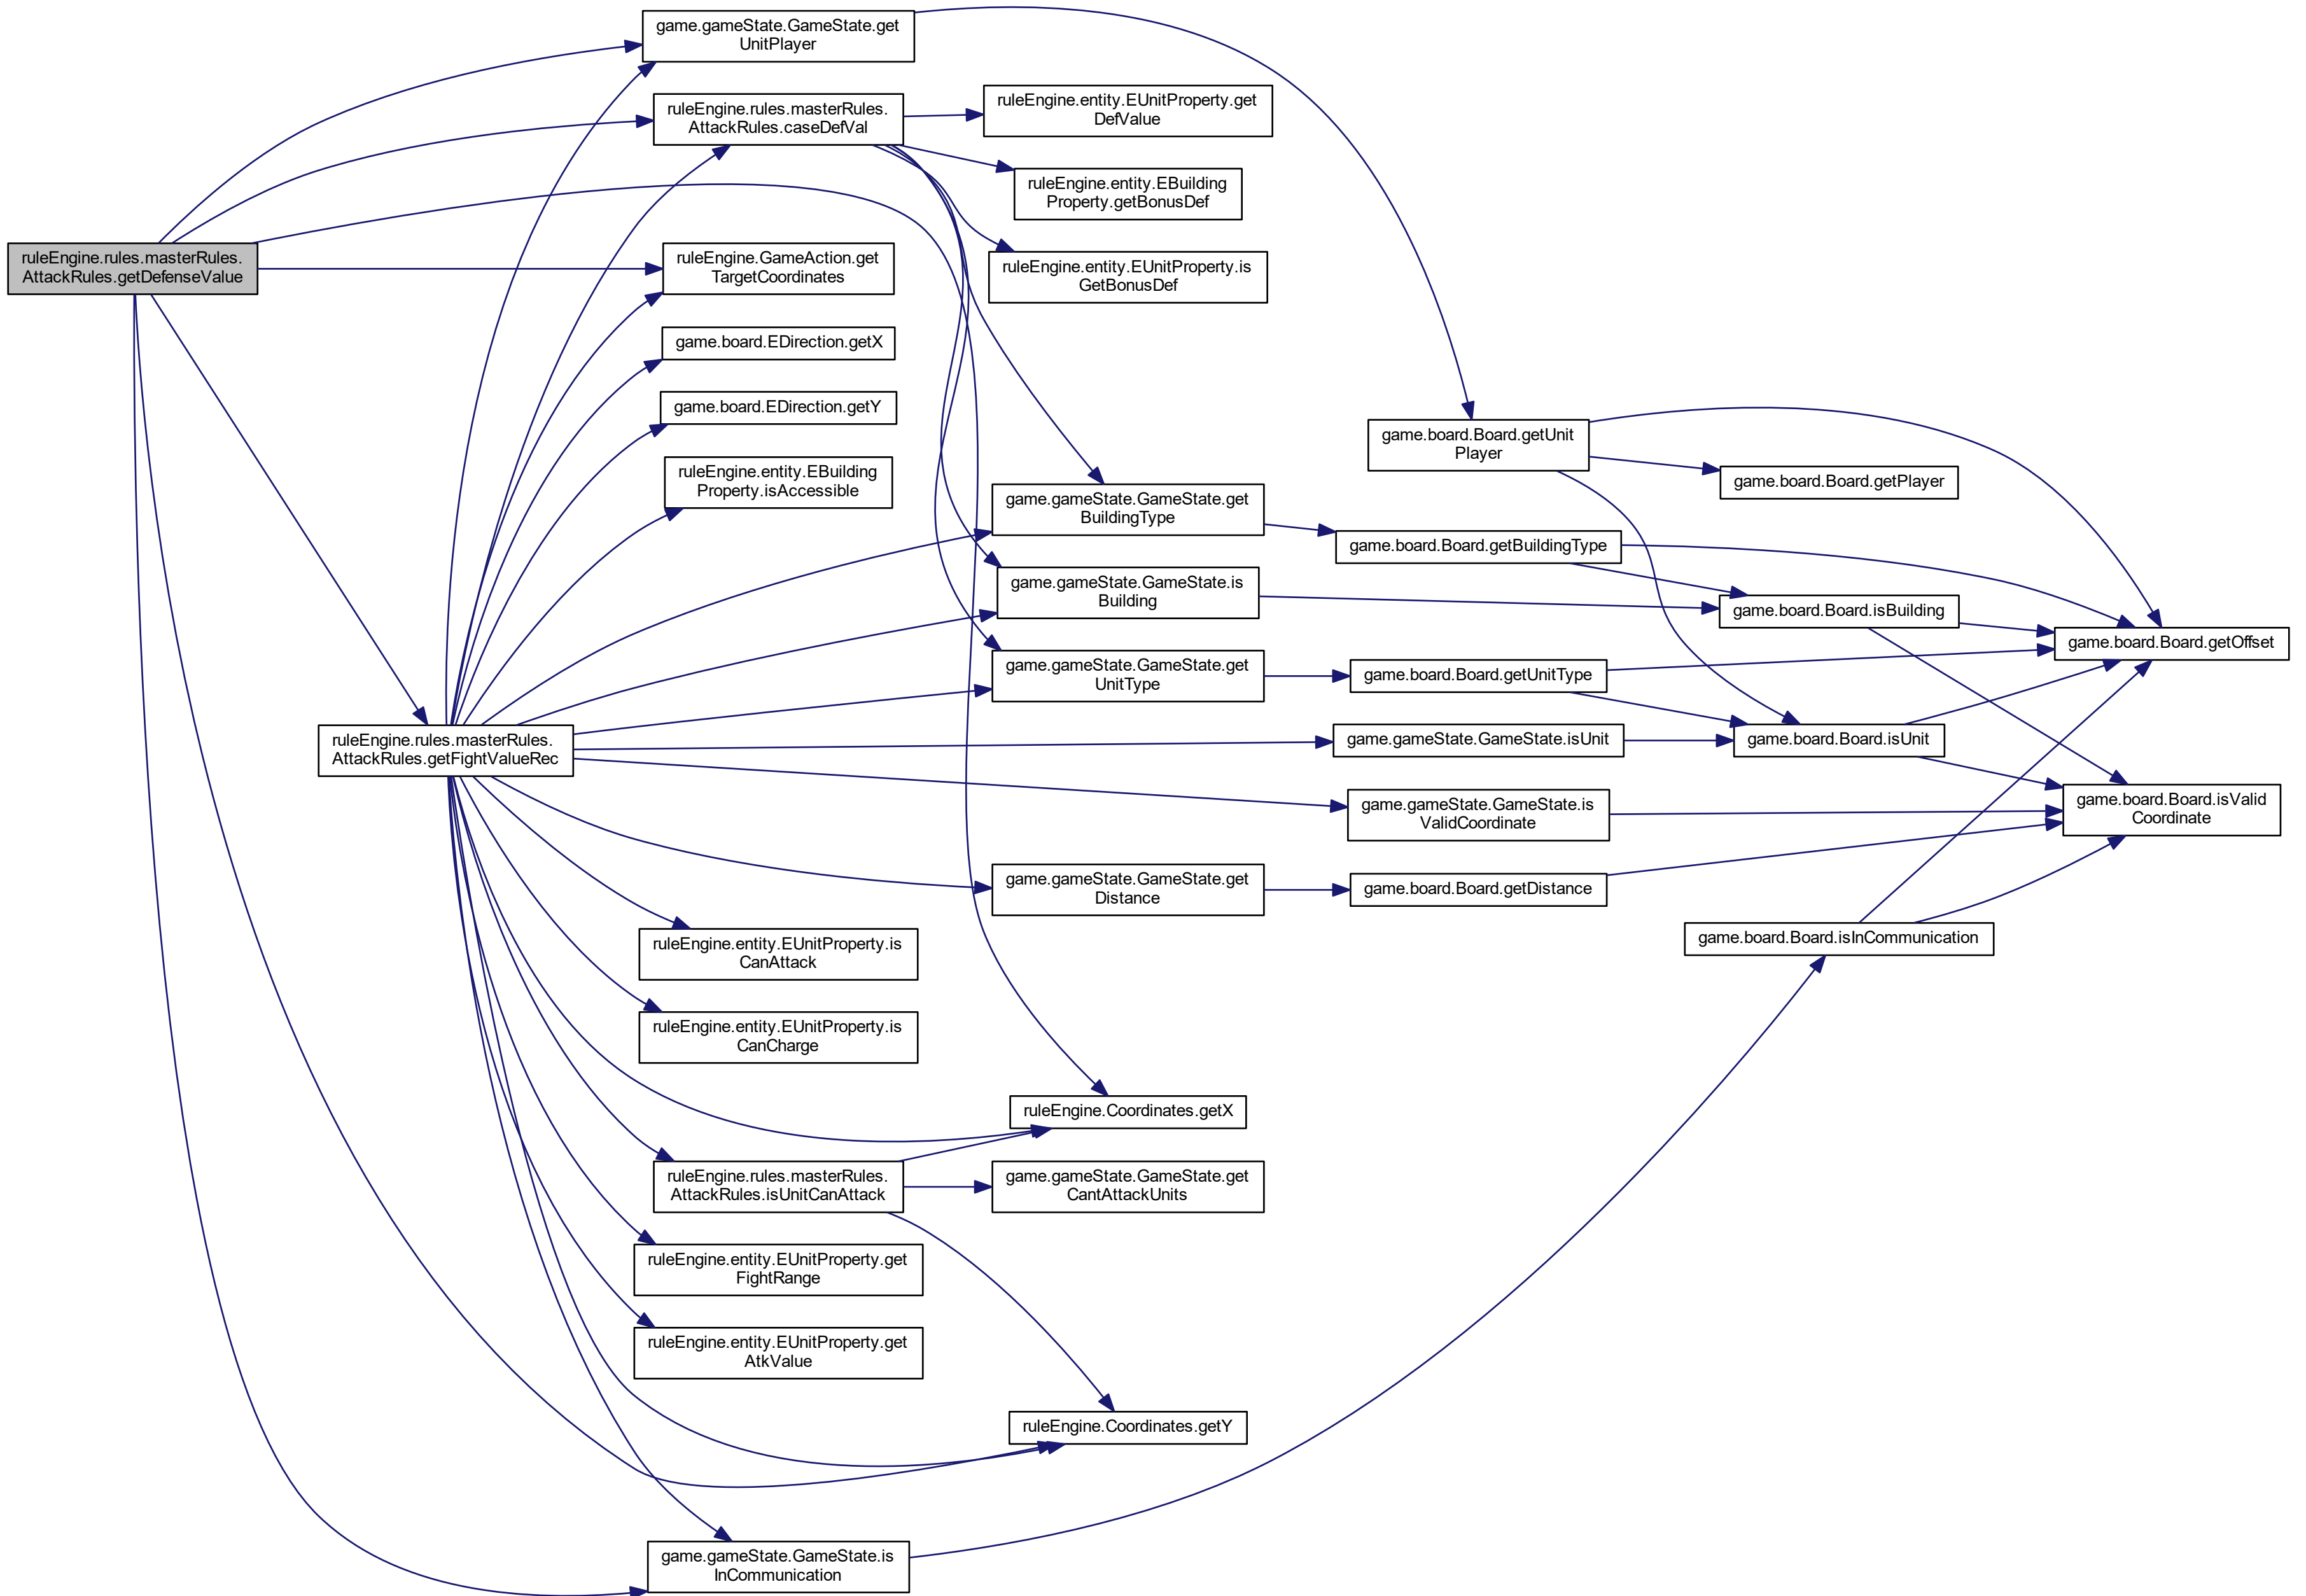 game.gameState.GameState.get
UnitPlayer
ruleEngine.rules.masterRules.
AttackRules.caseDefVal
ruleEngine.entity.EUnitProperty.get
DefValue
ruleEngine.entity.EBuilding
Property.getBonusDef
ruleEngine.rules.masterRules.
AttackRules.getDefenseValue
ruleEngine.GameAction.get
TargetCoordinates
ruleEngine.entity.EUnitProperty.is
GetBonusDef
game.board.EDirection.getX
game.board.EDirection.getY
game.board.Board.getUnit
Player
ruleEngine.entity.EBuilding
Property.isAccessible
game.board.Board.getPlayer
game.gameState.GameState.get
BuildingType
game.board.Board.getBuildingType
game.gameState.GameState.is
Building
game.board.Board.isBuilding
game.board.Board.getOffset
game.gameState.GameState.get
UnitType
game.board.Board.getUnitType
ruleEngine.rules.masterRules.
AttackRules.getFightValueRec
game.gameState.GameState.isUnit
game.board.Board.isUnit
game.gameState.GameState.is
ValidCoordinate
game.board.Board.isValid
Coordinate
game.gameState.GameState.get
Distance
game.board.Board.getDistance
ruleEngine.entity.EUnitProperty.is
CanAttack
game.board.Board.isInCommunication
ruleEngine.entity.EUnitProperty.is
CanCharge
ruleEngine.Coordinates.getX
ruleEngine.rules.masterRules.
AttackRules.isUnitCanAttack
game.gameState.GameState.get
CantAttackUnits
ruleEngine.entity.EUnitProperty.get
FightRange
ruleEngine.entity.EUnitProperty.get
AtkValue
ruleEngine.Coordinates.getY
game.gameState.GameState.is
InCommunication